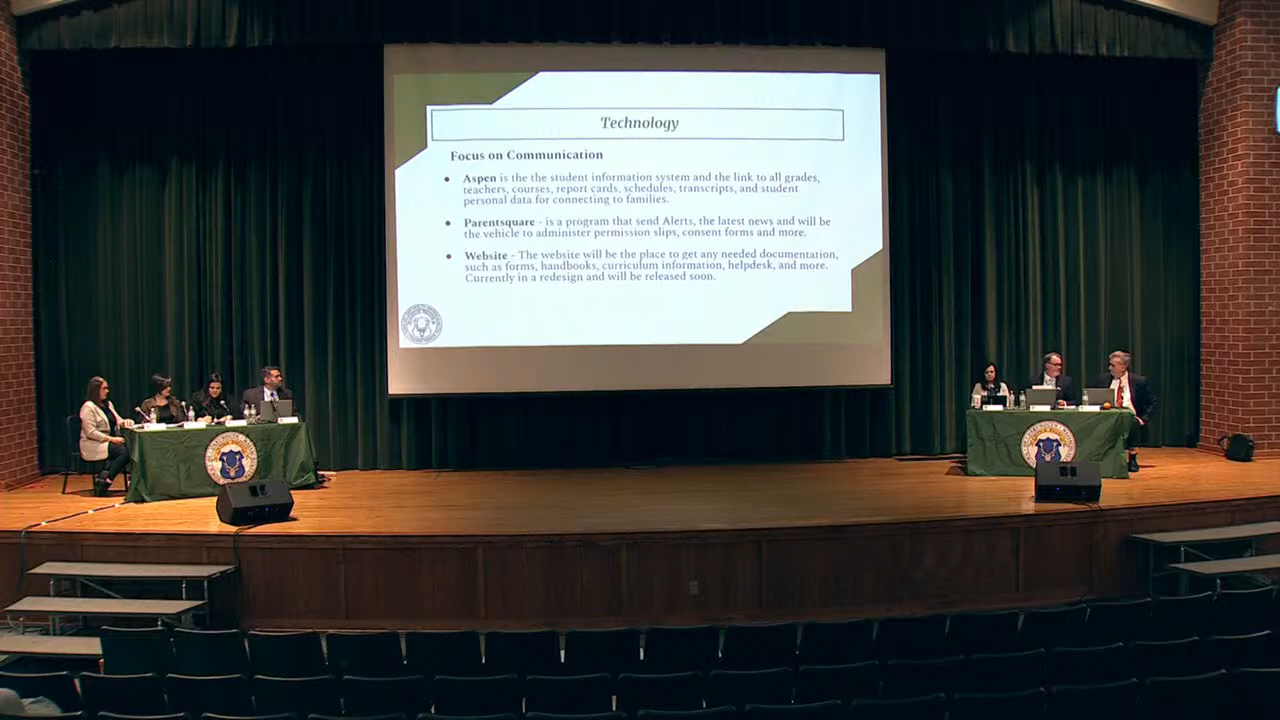 Technology
Focus on Communication
• Aspen is the the student information system and the link to all grades,
teachers, courses, report cards, schedules, transcripts, and student
personal data for connecting to families.
• Parentsquare - is a program that send Alerts, the latest news and will be
the vehicle to administer permission slips, consent forms and more.
• Website - The website will be the place to get any needed documentation,
such as forms, handbooks, curriculum information, helpdesk, and more.
Currently in a redesign and will be released soon.